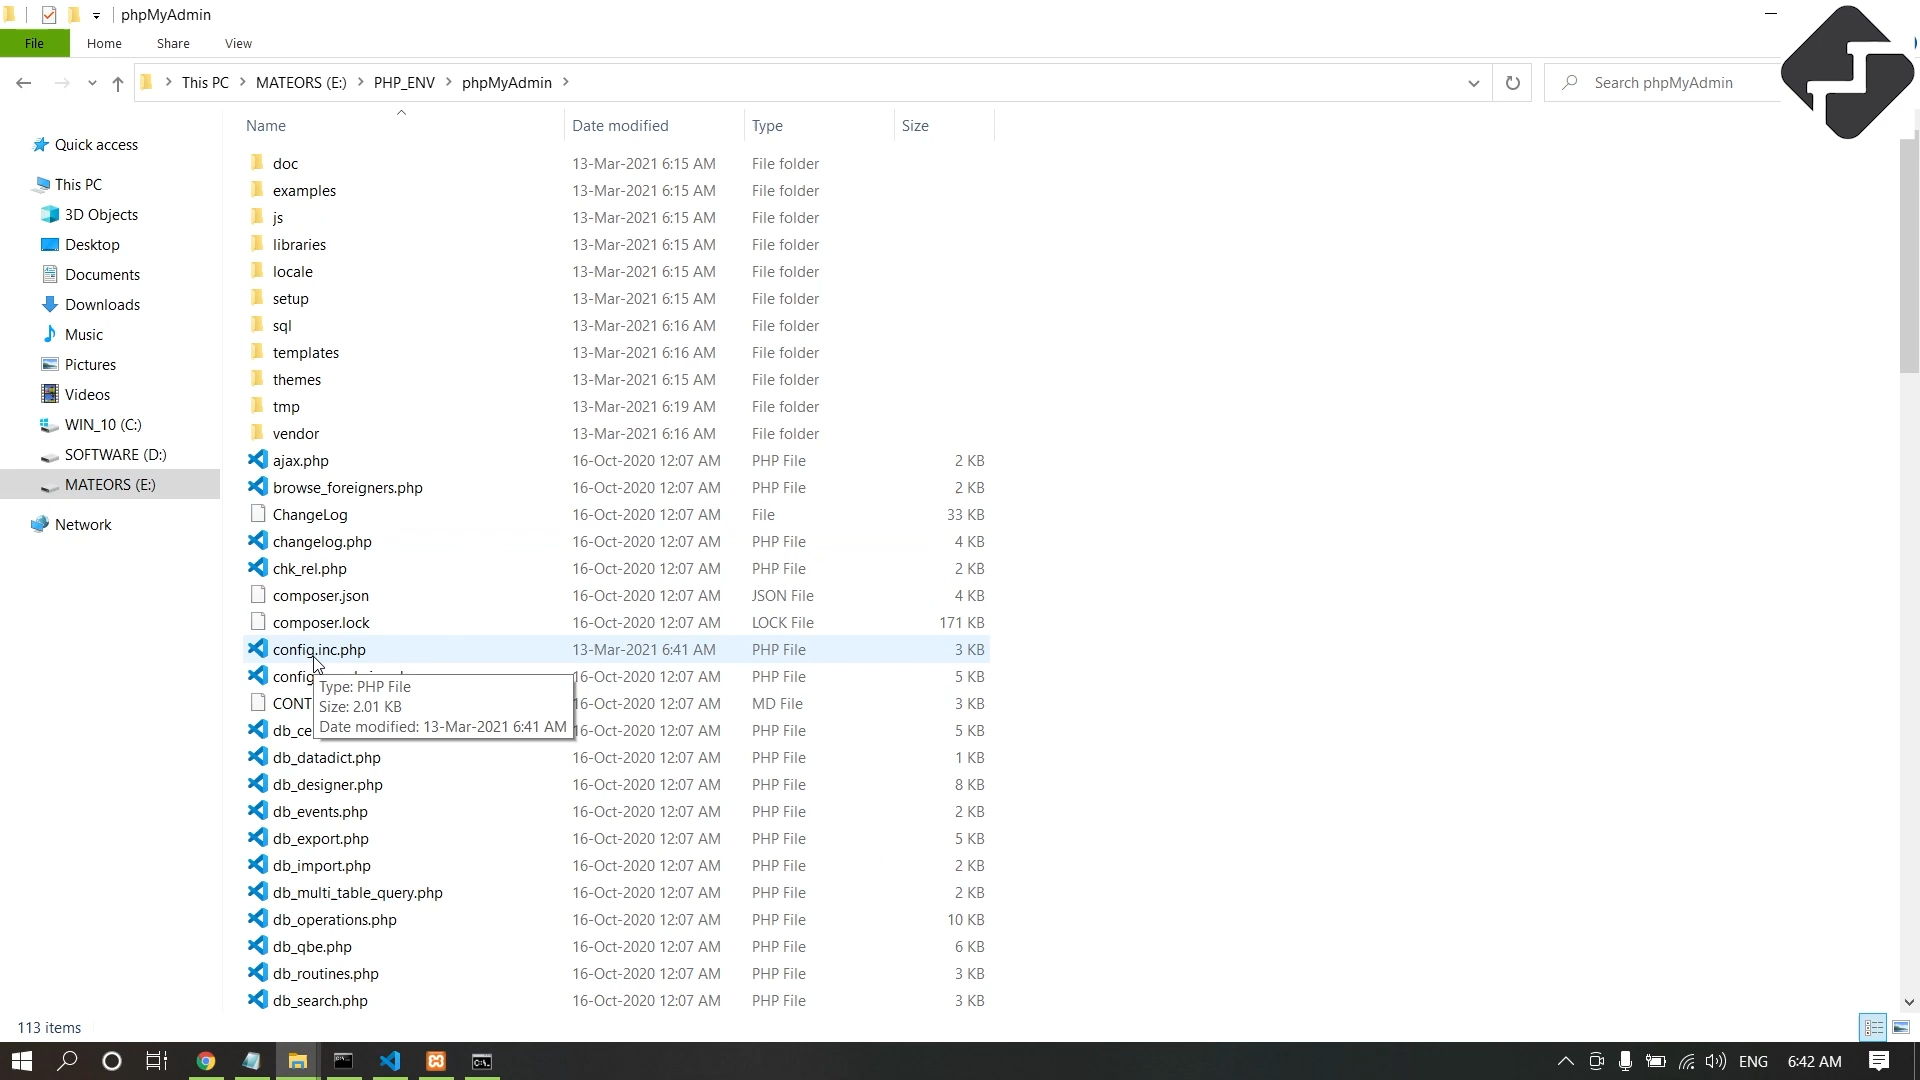 phpMyAdmin
File Home Share View
This PC MATEORS (E:) PHP_ENV phpMyAdmin
Search phpMyAdmin
Name Date modified Type Size
Quick access
This PC
3D Objects
Desktop
Documents
Downloads
Music
Pictures
Videos
WIN_10 (C:)
SOFTWARE (D:)
MATEORS (E:)
Network
doc 13-Mar-2021 6:15 AM File folder
examples 13-Mar-2021 6:15 AM File folder
js 13-Mar-2021 6:15 AM File folder
libraries 13-Mar-2021 6:15 AM File folder
locale 13-Mar-2021 6:15 AM File folder
setup 13-Mar-2021 6:15 AM File folder
sql 13-Mar-2021 6:16 AM File folder
templates 13-Mar-2021 6:16 AM File folder
themes 13-Mar-2021 6:15 AM File folder
tmp 13-Mar-2021 6:19 AM File folder
vendor 13-Mar-2021 6:16 AM File folder
ajax.php 16-Oct-2020 12:07 AM PHP File 2 KB
browse_foreigners.php 16-Oct-2020 12:07 AM PHP File 2 KB
ChangeLog 16-Oct-2020 12:07 AM File 33 KB
changelog.php 16-Oct-2020 12:07 AM PHP File 4 KB
chk_rel.php 16-Oct-2020 12:07 AM PHP File 2 KB
composer.json 16-Oct-2020 12:07 AM JSON File 4 KB
composer.lock 16-Oct-2020 12:07 AM LOCK File 171 KB
config.inc.php 13-Mar-2021 6:41 AM PHP File 3 KB
config 16-Oct-2020 12:07 AM PHP File 5 KB
CONT 16-Oct-2020 12:07 AM MD File 3 KB
db_ce 16-Oct-2020 12:07 AM PHP File 5 KB
Type: PHP File
Size: 2.01 KB
Date modified: 13-Mar-2021 6:41 AM
db_datadict.php 16-Oct-2020 12:07 AM PHP File 1 KB
db_designer.php 16-Oct-2020 12:07 AM PHP File 8 KB
db_events.php 16-Oct-2020 12:07 AM PHP File 2 KB
db_export.php 16-Oct-2020 12:07 AM PHP File 5 KB
db_import.php 16-Oct-2020 12:07 AM PHP File 2 KB
db_multi_table_query.php 16-Oct-2020 12:07 AM PHP File 2 KB
db_operations.php 16-Oct-2020 12:07 AM PHP File 10 KB
db_qbe.php 16-Oct-2020 12:07 AM PHP File 6 KB
db_routines.php 16-Oct-2020 12:07 AM PHP File 3 KB
db_search.php 16-Oct-2020 12:07 AM PHP File 3 KB
113 items
ENG 6:42 AM